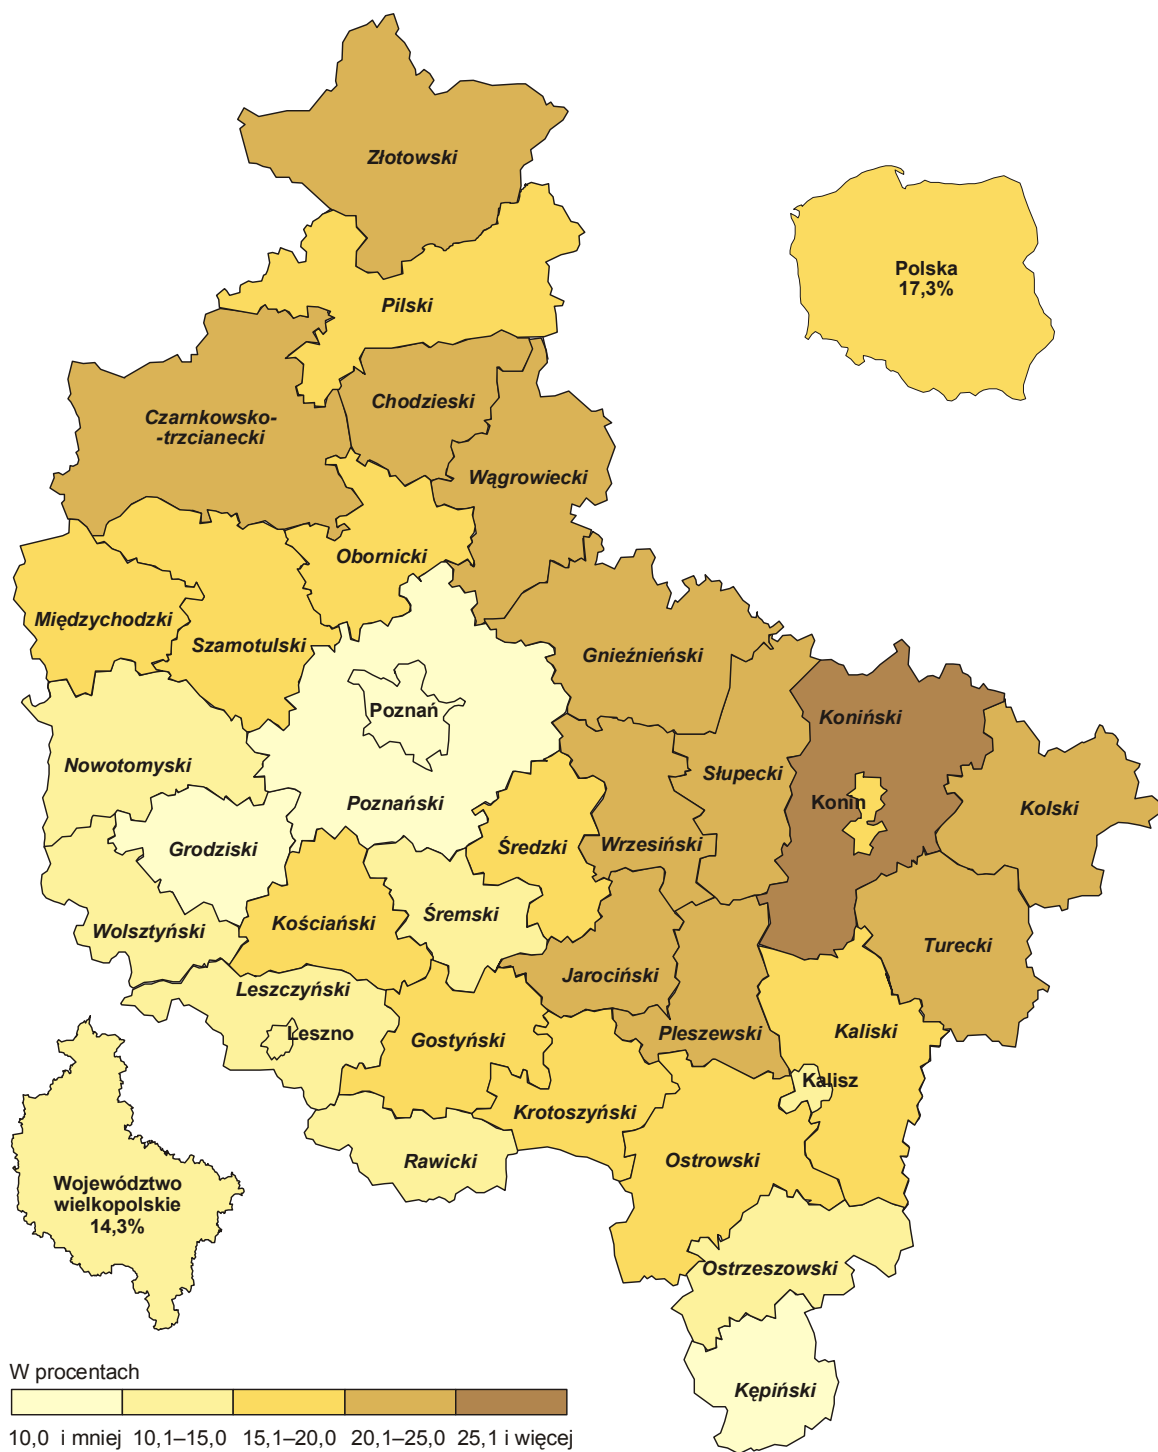 Złotowski
Polska
17,3%
Pilski
Chodzieski
Czarnkowsko-
-trzcianecki
Wągrowiecki
Obornicki
Międzychodzki
Szamotulski
Gnieźnieński
Poznań
Koniński
Nowotomyski
Słupecki
Poznański
Konin
Kolski
Grodziski
Średzki
Wrzesiński
Kościański
Śremski
Wolsztyński
Turecki
Jarociński
Leszczyński
Leszno
Gostyński
Pleszewski
Kaliski
Kalisz
Krotoszyński
Rawicki
Ostrowski
Województwo
wielkopolskie
14,3%
Ostrzeszowski
Kępiński
W procentach
10,0 i mniej 10,1–15,0 15,1–20,0 20,1–25,0 25,1 i więcej